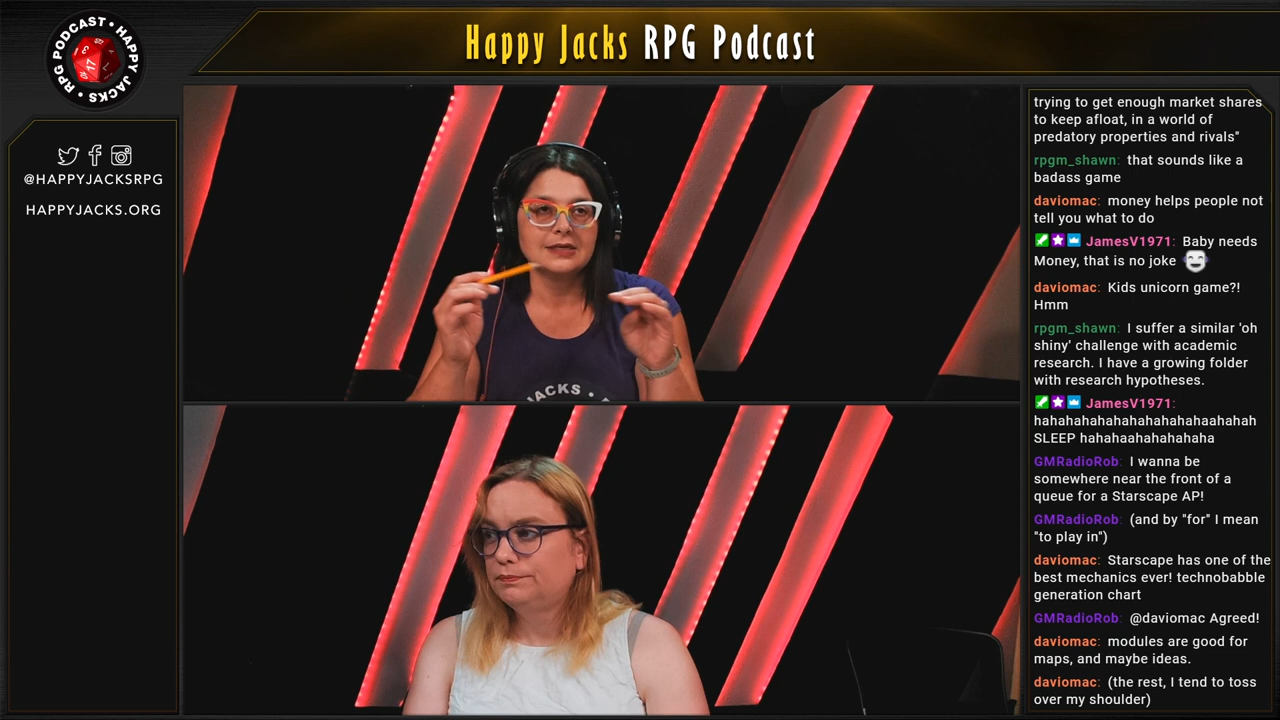 HAPPY JACKS • RPG PODCAST •
17
Happy Jacks RPG Podcast
@HAPPYJACKSRPG
HAPPYJACKS.ORG
JACKS •
trying to get enough market shares
to keep afloat, in a world of
predatory properties and rivals"
rpgm_shawn: that sounds like a
badass game
daviomac: money helps people not
tell you what to do
JamesV1971: Baby needs
Money, that is no joke
daviomac: Kids unicorn game?!
Hmm
rpgm_shawn: I suffer a similar 'oh
shiny' challenge with academic
research. I have a growing folder
with research hypotheses.
JamesV1971:
hahahahahahahahahahaahahah
SLEEP hahahaahahahahaha
GMRadioRob: I wanna be
somewhere near the front of a
queue for a Starscape AP!
GMRadioRob: (and by "for" I mean
"to play in")
daviomac: Starscape has one of the
best mechanics ever! technobabble
generation chart
GMRadioRob: @daviomac Agreed!
daviomac: modules are good for
maps, and maybe ideas.
daviomac: (the rest, I tend to toss
over my shoulder)